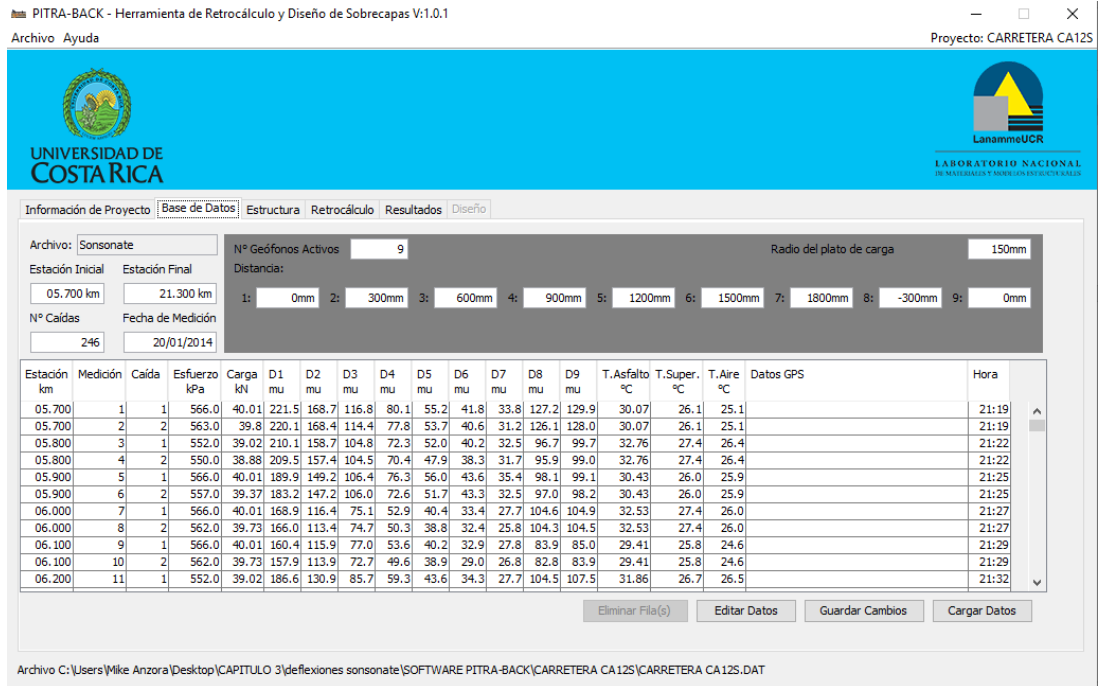 PITRA-BACK - Herramienta de Retrocálculo y Diseño de Sobrecapas V:1.0.1
Archivo Ayuda Proyecto: CARRETERA CA12S
UNIVERSIDAD DE
COSTA RICA
LanammeUCR
LABORATORIO NACIONAL
DE MATERIALES Y MODELOS ESTRUCTURALES
Información de Proyecto Base de Datos Estructura Retrocálculo Resultados Diseño
Archivo: Sonsonate Nº Geófonos Activos 9 Radio del plato de carga 150mm
Estación Inicial Estación Final Distancia:
05.700 km 21.300 km 1: 0mm 2: 300mm 3: 600mm 4: 900mm 5: 1200mm 6: 1500mm 7: 1800mm 8: -300mm 9: 0mm
Nº Caídas Fecha de Medición
246 20/01/2014
Estación Medición Caída Esfuerzo Carga D1 D2 D3 D4 D5 D6 D7 D8 D9 T.Asfalto T.Super. T.Aire Datos GPS Hora
km kPa kN mu mu mu mu mu mu mu mu mu ºC ºC ºC
05.700 1 1 566.0 40.01 221.5 168.7 116.8 80.1 55.2 41.8 33.8 127.2 129.9 30.07 26.1 25.1 21:19
05.700 2 2 563.0 39.8 220.1 168.4 114.4 77.8 53.7 40.6 31.2 126.1 128.0 30.07 26.1 25.1 21:19
05.800 3 1 552.0 39.02 210.1 158.7 104.8 72.3 52.0 40.2 32.5 96.7 99.7 32.76 27.4 26.4 21:22
05.800 4 2 550.0 38.88 209.5 157.4 104.5 70.4 47.9 38.3 31.7 95.9 99.0 32.76 27.4 26.4 21:22
05.900 5 1 566.0 40.01 189.9 149.2 106.4 76.3 56.0 43.6 35.4 98.1 99.1 30.43 26.0 25.9 21:25
05.900 6 2 557.0 39.37 183.2 147.2 106.0 72.6 51.7 43.3 32.5 97.0 98.2 30.43 26.0 25.9 21:25
06.000 7 1 566.0 40.01 168.9 116.4 75.1 52.9 40.4 33.4 27.7 104.6 104.9 32.53 27.4 26.0 21:27
06.000 8 2 562.0 39.73 166.0 113.4 74.7 50.3 38.8 32.4 25.8 104.3 104.5 32.53 27.4 26.0 21:27
06.100 9 1 566.0 40.01 160.4 115.9 77.0 53.6 40.2 32.9 27.8 83.9 85.0 29.41 25.8 24.6 21:29
06.100 10 2 562.0 39.73 157.9 113.9 72.7 49.6 38.9 29.0 26.8 82.8 83.9 29.41 25.8 24.6 21:29
06.200 11 1 552.0 39.02 186.6 130.9 85.7 59.3 43.6 34.3 27.7 104.5 107.5 31.86 26.7 26.5 21:32
Eliminar Fila(s) Editar Datos Guardar Cambios Cargar Datos
Archivo C:\Users\Mike Anzora\Desktop\CAPITULO 3\deflexiones sonsonate\SOFTWARE PITRA-BACK\CARRETERA CA12S\CARRETERA CA12S.DAT